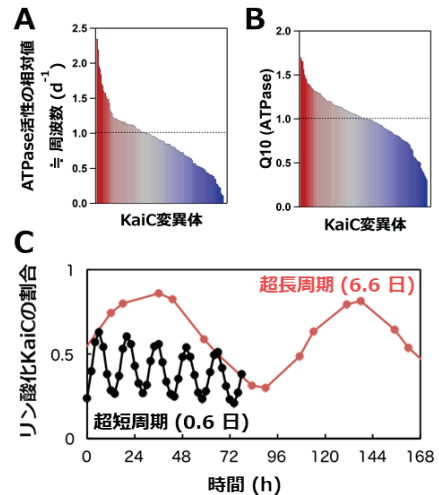 A
ATPase活性の相対値
≒ 周波数 (d⁻¹)
2.5
2.0
1.5
1.0
0.5
0.0
KaiC変異体
B
Q10 (ATPase)
2.0
1.5
1.0
0.5
0.0
KaiC変異体
C
リン酸化KaiCの割合
1
0.5
0
超長周期 (6.6 日)
超短周期 (0.6 日)
0 24 48 72 96 120 144 168
時間 (h)